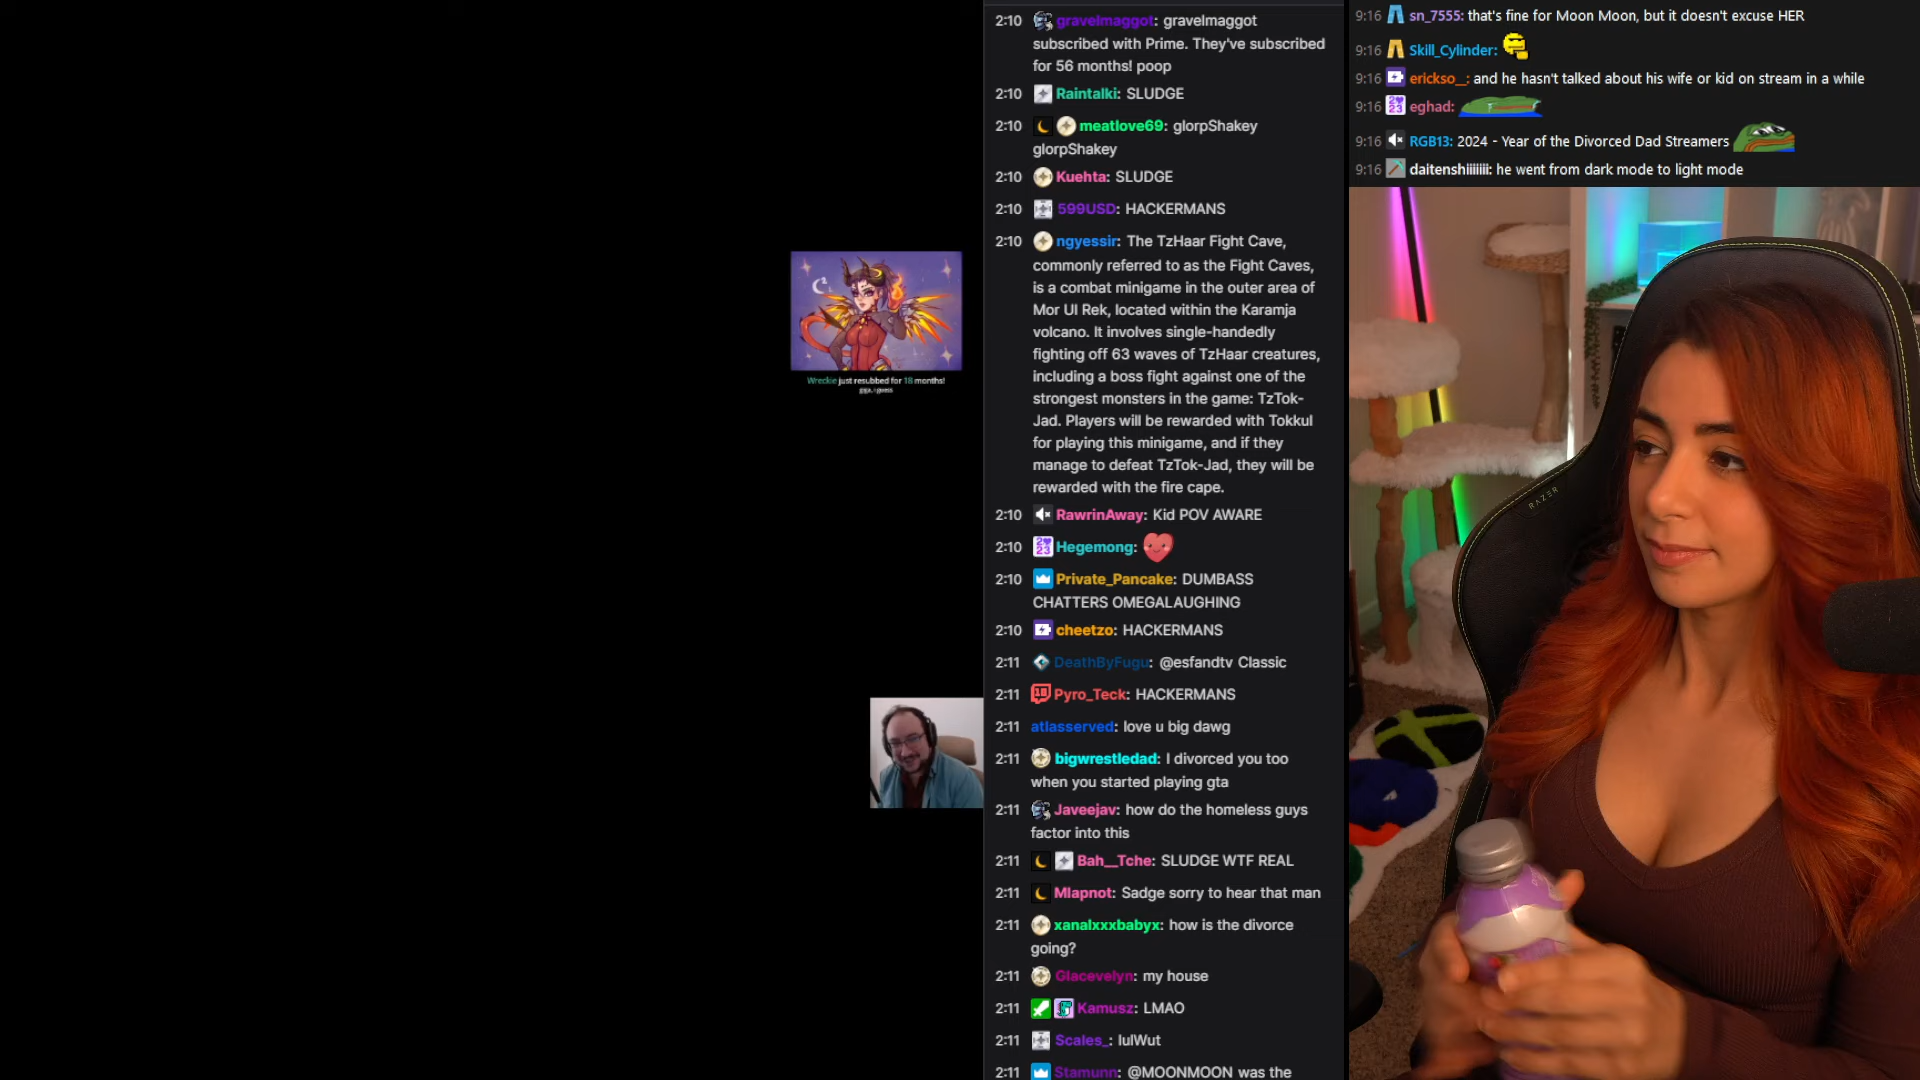 Wreckie just resubbed for 18 months!
2:10 gravelmaggot: gravelmaggot
subscribed with Prime. They've subscribed
for 56 months! poop
2:10 Raintalki: SLUDGE
2:10 meatlove69: glorpShakey
glorpShakey
2:10 Kuehta: SLUDGE
2:10 599USD: HACKERMANS
2:10 ngyessir: The TzHaar Fight Cave,
commonly referred to as the Fight Caves,
is a combat minigame in the outer area of
Mor Ul Rek, located within the Karamja
volcano. It involves single-handedly
fighting off 63 waves of TzHaar creatures,
including a boss fight against one of the
strongest monsters in the game: TzTok-
Jad. Players will be rewarded with Tokkul
for playing this minigame, and if they
manage to defeat TzTok-Jad, they will be
rewarded with the fire cape.
2:10 RawrinAway: Kid POV AWARE
2:10 Hegemong:
2:10 Private_Pancake: DUMBASS
CHATTERS OMEGALAUGHING
2:10 cheetzo: HACKERMANS
2:11 DeathByFugu: @esfandtv Classic
2:11 Pyro_Teck: HACKERMANS
2:11 atlasserved: love u big dawg
2:11 bigwrestledad: I divorced you too
when you started playing gta
2:11 Javeejav: how do the homeless guys
factor into this
2:11 Bah__Tche: SLUDGE WTF REAL
2:11 Mlapnot: Sadge sorry to hear that man
2:11 xanalxxxbabyx: how is the divorce
going?
2:11 Glacevelyn: my house
2:11 Kamusz: LMAO
2:11 Scales_: lulWut
2:11 Stamunn: @MOONMOON was the
9:16 sn_7555: that's fine for Moon Moon, but it doesn't excuse HER
9:16 Skill_Cylinder:
9:16 erickso__: and he hasn't talked about his wife or kid on stream in a while
9:16 eghad:
9:16 RGB13: 2024 - Year of the Divorced Dad Streamers
9:16 daitenshiiiiiii: he went from dark mode to light mode
RAZER